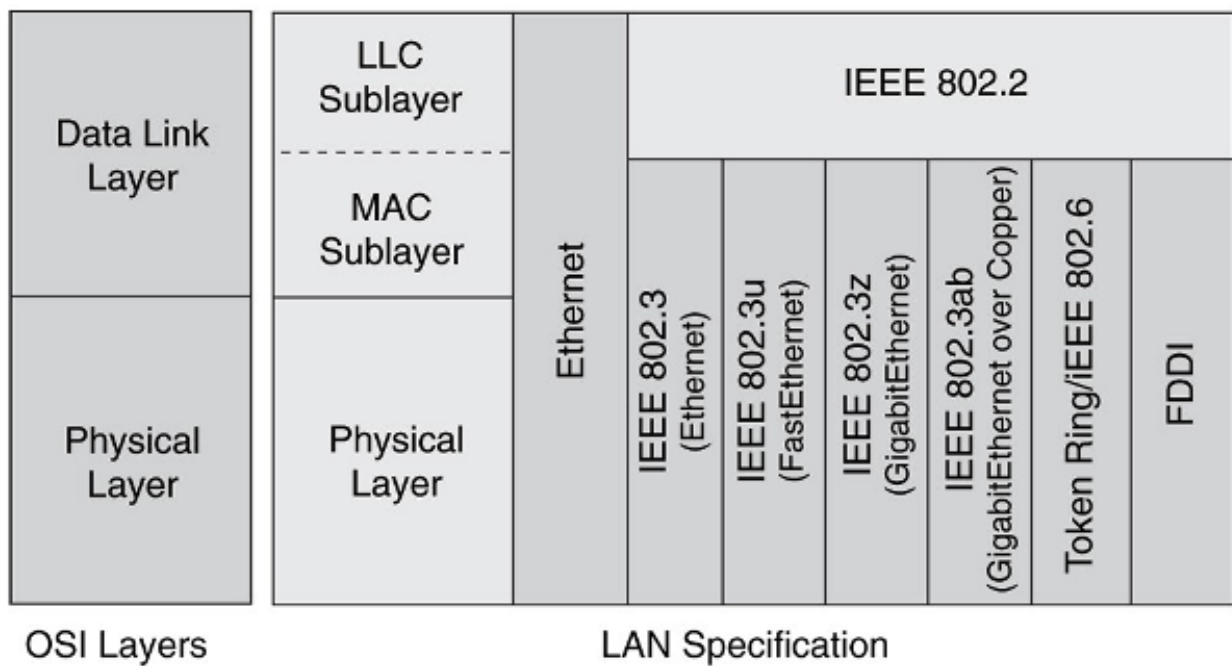 Data Link
Layer
Physical
Layer
LLC
Sublayer
MAC
Sublayer
Physical
Layer
Ethernet
IEEE 802.2
IEEE 802.3
(Ethernet)
IEEE 802.3u
(FastEthernet)
IEEE 802.3z
(GigabitEthernet)
IEEE 802.3ab
(GigabitEthernet over Copper)
Token Ring/iEEE 802.6
FDDI
OSI Layers
LAN Specification